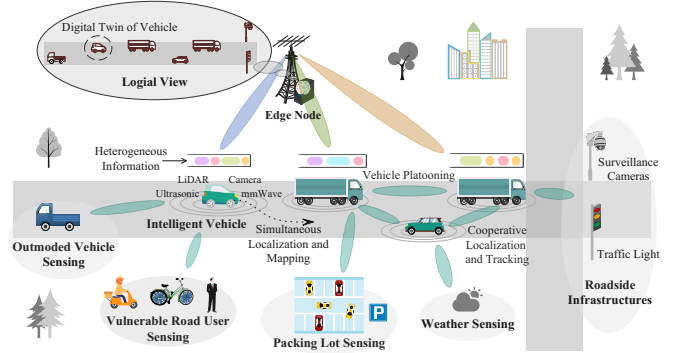 Digital Twin of Vehicle
Logial View
Edge Node
Heterogeneous
Information
LiDAR
Camera
Ultrasonic
mmWave
Intelligent Vehicle
Vehicle Platooning
Surveillance
Cameras
Outmoded Vehicle
Sensing
Simultaneous
Localization and
Mapping
Cooperative
Localization
and Tracking
Traffic Light
Roadside
Infrastructures
Vulnerable Road User
Sensing
P
Packing Lot Sensing
Weather Sensing